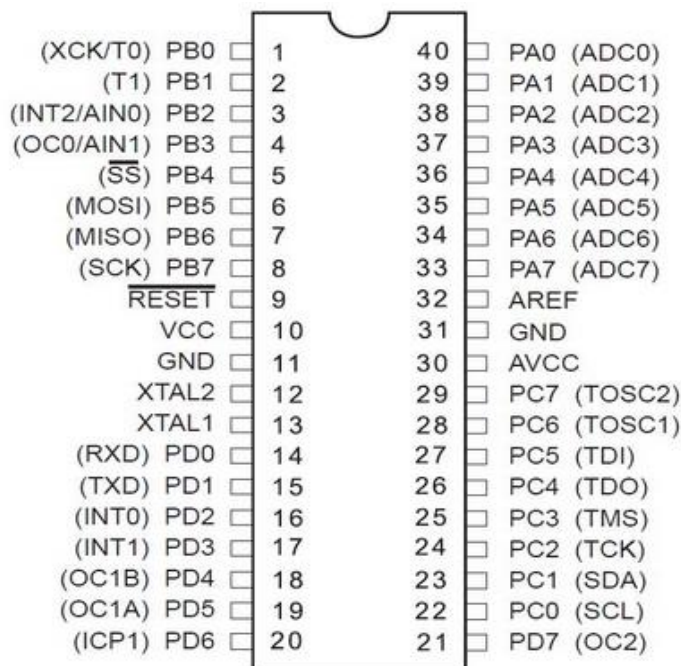 (XCK/T0) PB0 1 40 PA0 (ADC0)
(T1) PB1 2 39 PA1 (ADC1)
(INT2/AIN0) PB2 3 38 PA2 (ADC2)
(OC0/AIN1) PB3 4 37 PA3 (ADC3)
(SS) PB4 5 36 PA4 (ADC4)
(MOSI) PB5 6 35 PA5 (ADC5)
(MISO) PB6 7 34 PA6 (ADC6)
(SCK) PB7 8 33 PA7 (ADC7)
RESET 9 32 AREF
VCC 10 31 GND
GND 11 30 AVCC
XTAL2 12 29 PC7 (TOSC2)
XTAL1 13 28 PC6 (TOSC1)
(RXD) PD0 14 27 PC5 (TDI)
(TXD) PD1 15 26 PC4 (TDO)
(INT0) PD2 16 25 PC3 (TMS)
(INT1) PD3 17 24 PC2 (TCK)
(OC1B) PD4 18 23 PC1 (SDA)
(OC1A) PD5 19 22 PC0 (SCL)
(ICP1) PD6 20 21 PD7 (OC2)